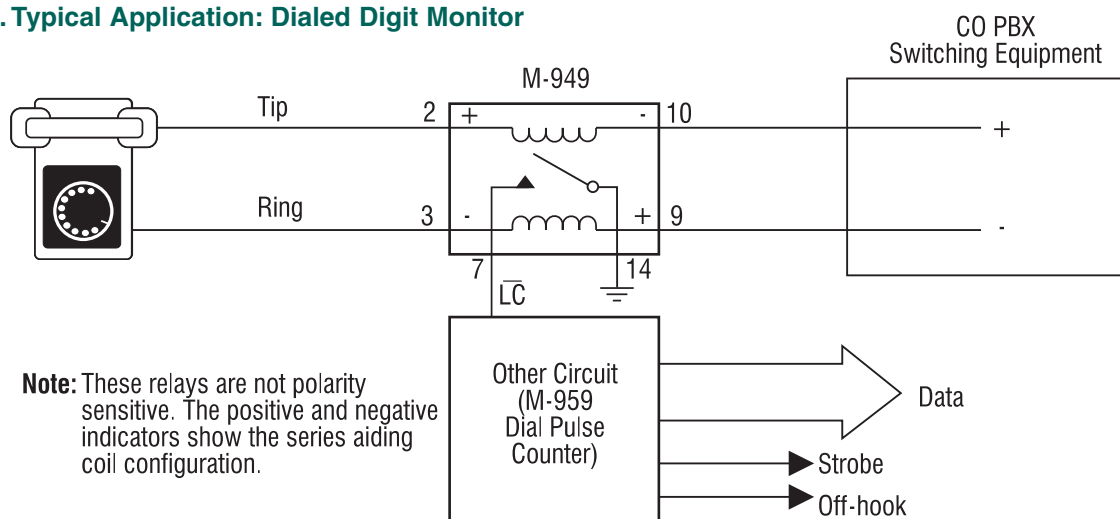 . Typical Application: Dialed Digit Monitor
CO PBX
Switching Equipment
M-949
Tip
2
+
-
10
+
Ring
3
-
+
9
-
7
14
L̅C̅
Note: These relays are not polarity
sensitive. The positive and negative
indicators show the series aiding
coil configuration.
Other Circuit
(M-959
Dial Pulse
Counter)
Data
Strobe
Off-hook